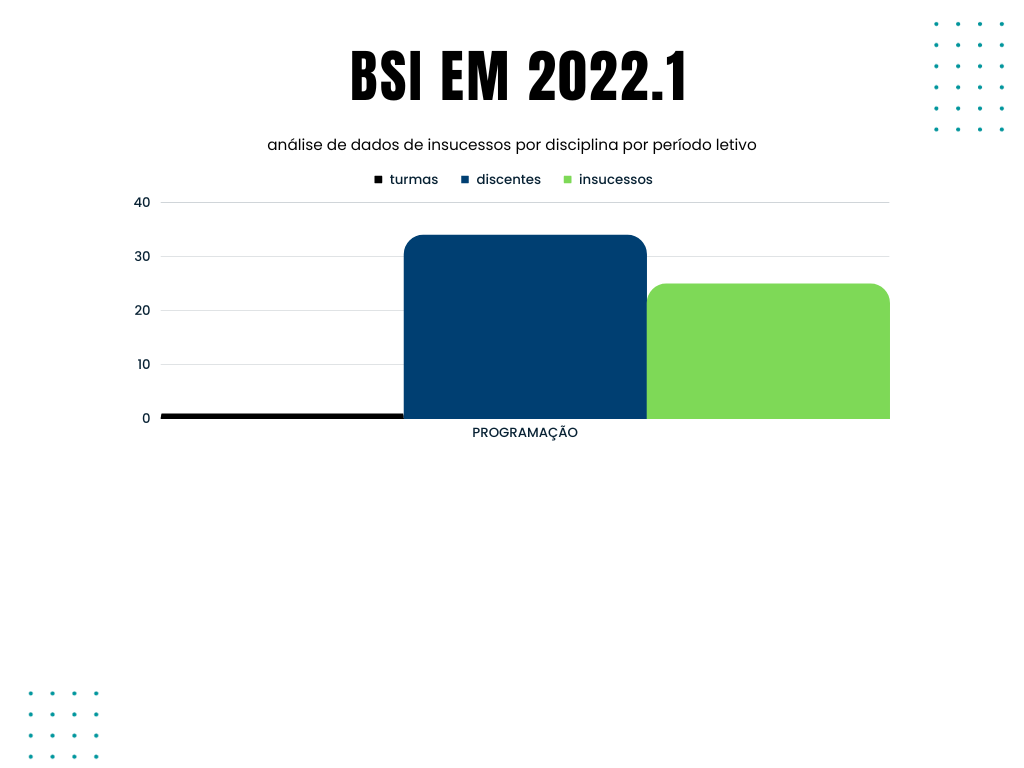 BSI EM 2022.1
análise de dados de insucessos por disciplina por período letivo
turmas discentes insucessos
40
30
20
10
0
PROGRAMAÇÃO